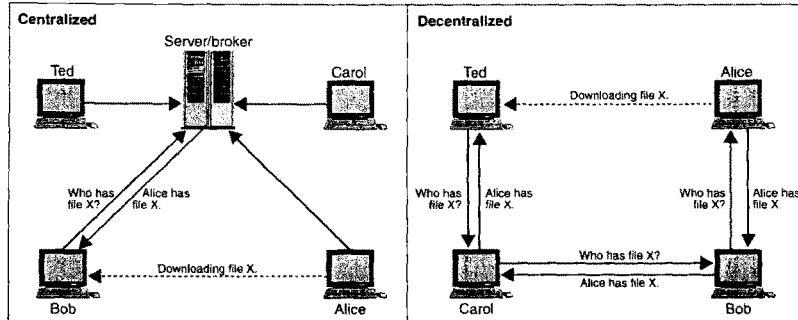 Centralized
Server/broker
Ted
Carol
Who has
file X?
Alice has
file X.
Downloading file X.
Bob
Alice
Decentralized
Ted
Alice
Downloading file X.
Who has
file X?
Alice has
file X.
Who has
file X?
Alice has
file X.
Who has file X?
Alice has file X.
Carol
Bob